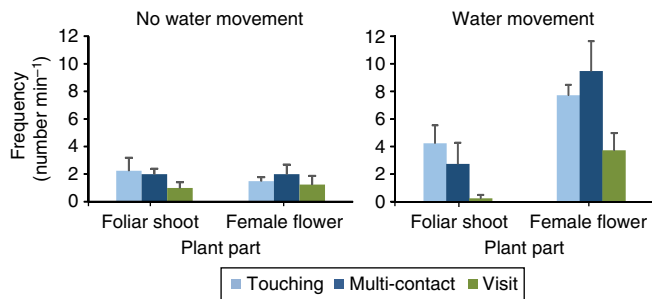 No water movement
Water movement
Frequency
(number min⁻¹)
12
10
8
6
4
2
0
Foliar shoot Female flower
Plant part
12
10
8
6
4
2
0
Foliar shoot Female flower
Plant part
Touching Multi-contact Visit